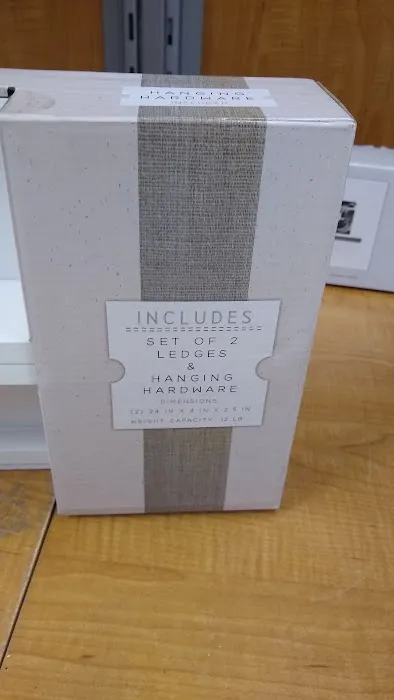 HANGING
HARDWARE
INCLUDED
INCLUDES
SET OF 2
LEDGES
&
HANGING
HARDWARE
DIMENSIONS
(2) 24 IN X 4 IN X 2.5 IN
WEIGHT CAPACITY: 12 LB